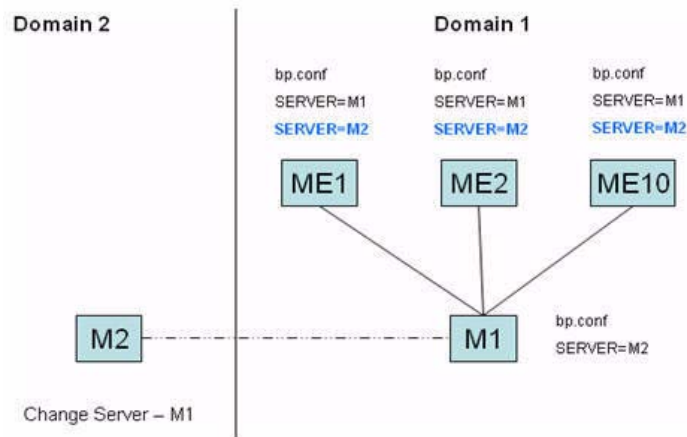 Domain 2
Domain 1
bp.conf
SERVER=M1
SERVER=M2
bp.conf
SERVER=M1
SERVER=M2
bp.conf
SERVER=M1
SERVER=M2
ME1
ME2
ME10
M2
M1
bp.conf
SERVER=M2
Change Server – M1